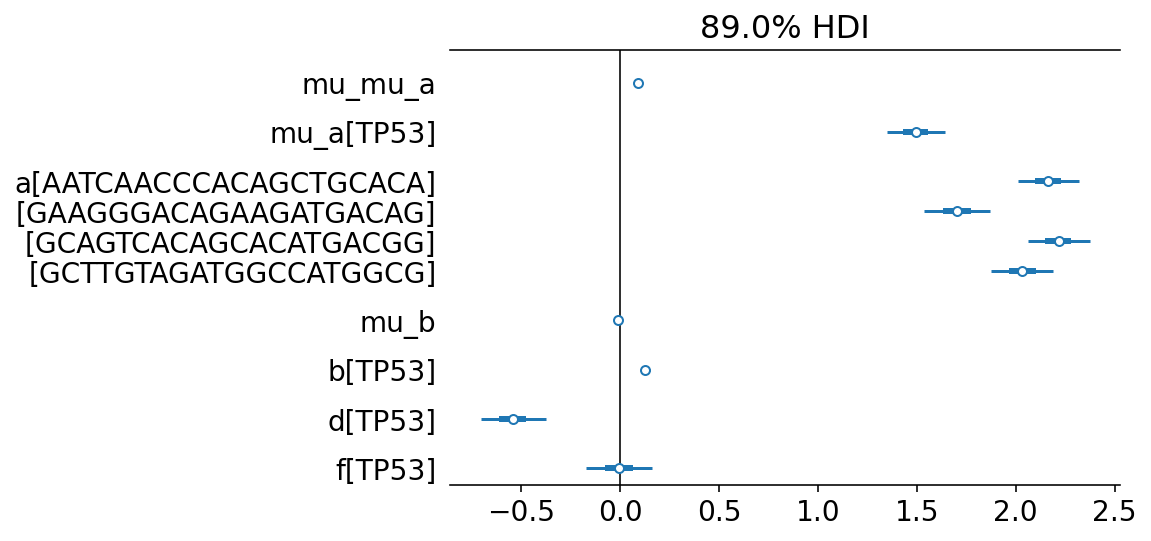 89.0% HDI
mu_mu_a
mu_a[TP53]
a[AATCAACCCACAGCTGCACA]
[GAAGGGACAGAAGATGACAG]
[GCAGTCACAGCACATGACGG]
[GCTTGTAGATGGCCATGGCG]
mu_b
b[TP53]
d[TP53]
f[TP53]
−0.5 0.0 0.5 1.0 1.5 2.0 2.5